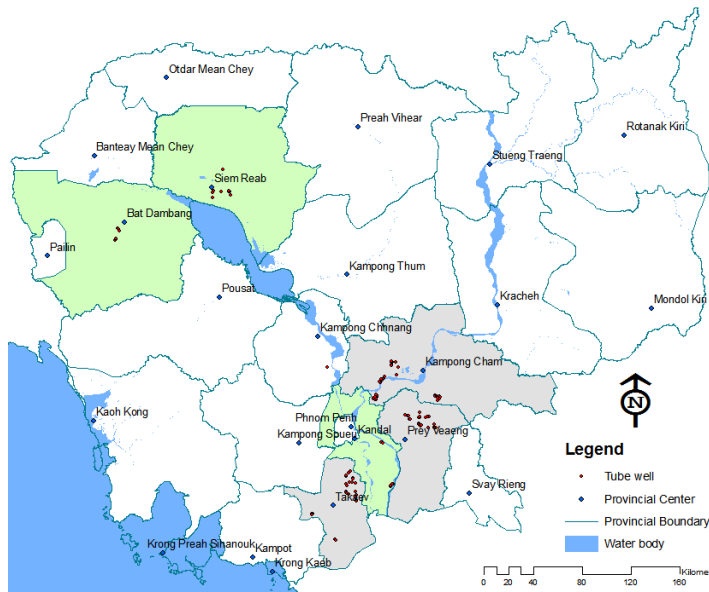 Otdar Mean Chey
Preah Vihear
Rotanak Kiri
Banteay Mean Chey
Stueng Traeng
Siem Reab
Bat Dambang
Pailin
Kampong Thum
Pousat
Kracheh
Mondol Kiri
Kampong Chhnang
Kampong Cham
Kaoh Kong
Phnom Penh
Kandal
Kampong Spueu
Prey Veaeng
N
Legend
Tube well
Svay Rieng
Takaev
Provincial Center
Provincial Boundary
Krong Preah Sihanouk
Kampot
Water body
Krong Kaeb
Kilome
0 10 20 40 80 120 160